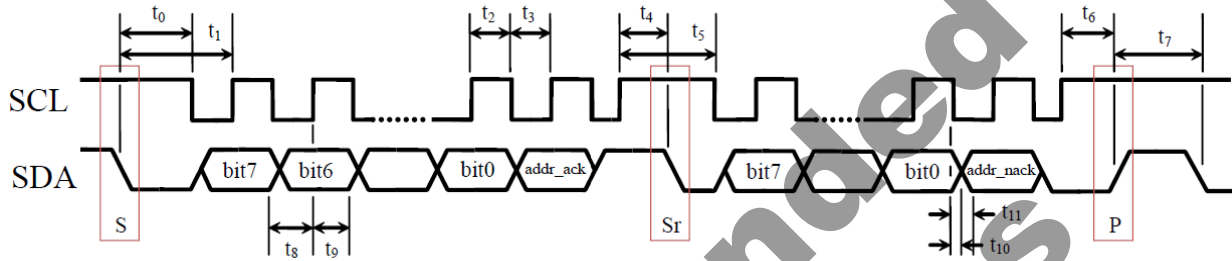 t0 t1 t2 t3 t4 t5 t6 t7
SCL
SDA bit7 bit6 bit0 addr_ack bit7 bit0 addr_nack
S t8 t9 Sr t11 t10 P